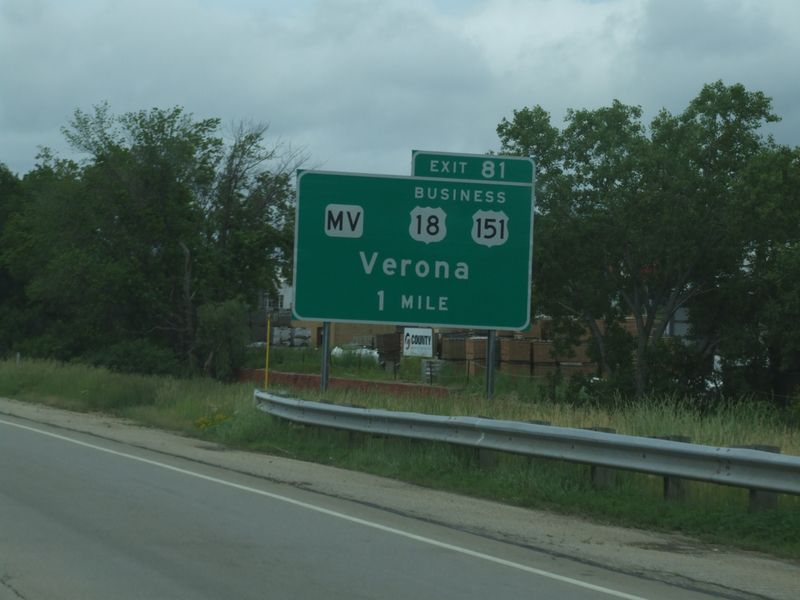 EXIT 81
BUSINESS
MV 18 151
Verona
1 MILE
COUNTY